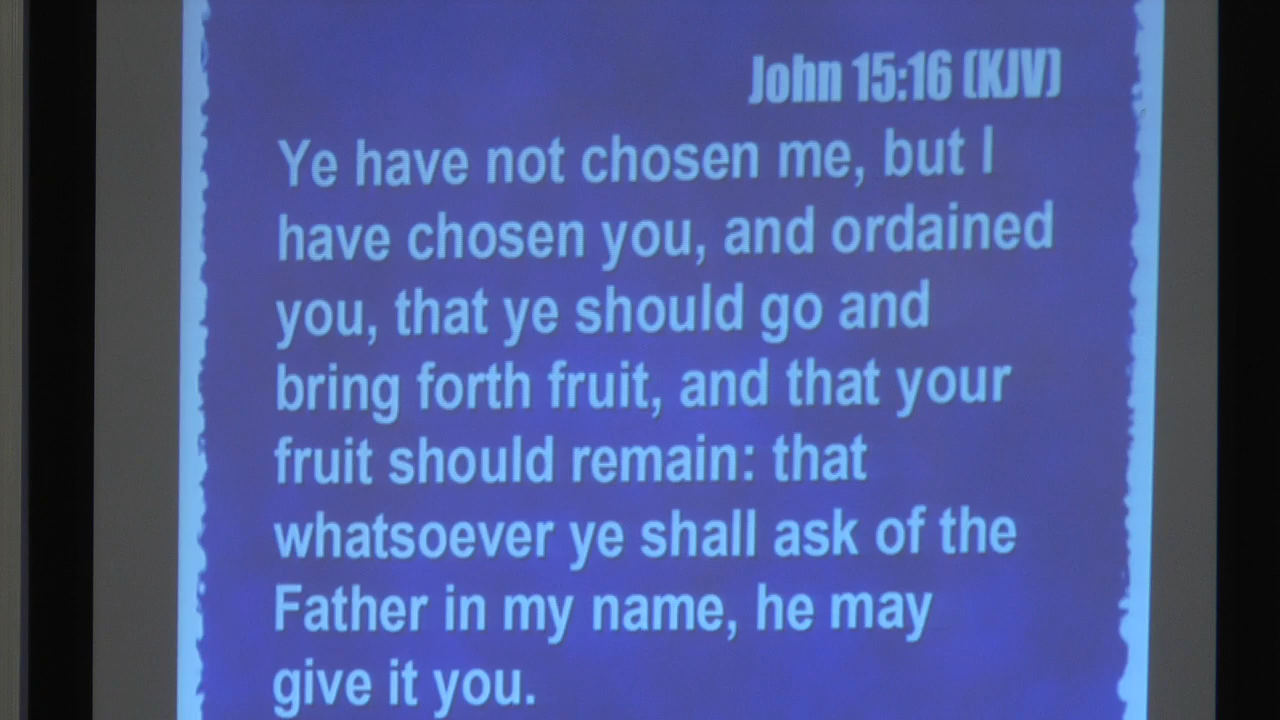 John 15:16 (KJV)
Ye have not chosen me, but I
have chosen you, and ordained
you, that ye should go and
bring forth fruit, and that your
fruit should remain: that
whatsoever ye shall ask of the
Father in my name, he may
give it you.